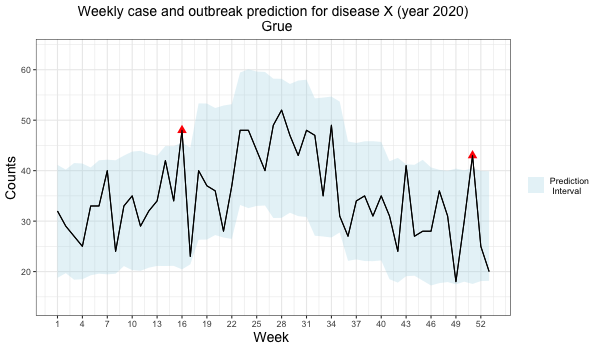 Weekly case and outbreak prediction for disease X (year 2020)
Grue
Counts
60
50
40
30
20
1 4 7 10 13 16 19 22 25 28 31 34 37 40 43 46 49 52
Week
Prediction
Interval